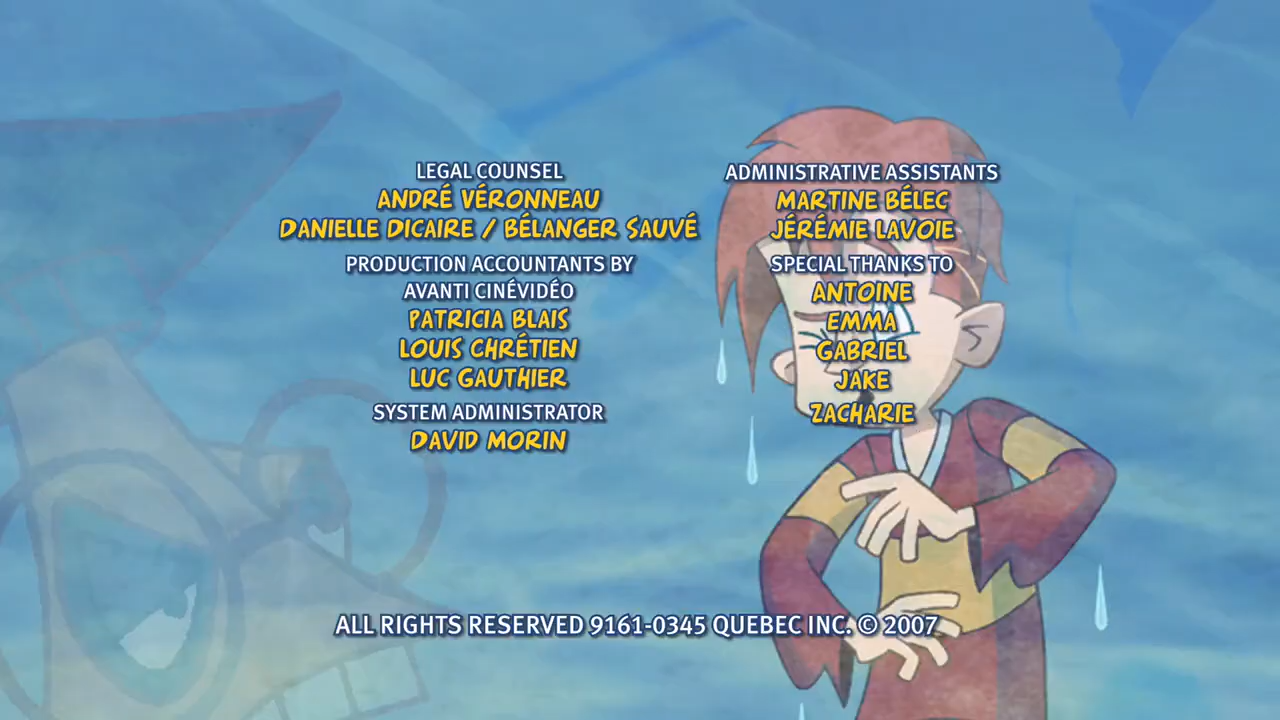 LEGAL COUNSEL
ANDRÉ VÉRONNEAU
DANIELLE DICAIRE / BÉLANGER SAUVÉ
PRODUCTION ACCOUNTANTS BY
AVANTI CINÉVIDÉO
PATRICIA BLAIS
LOUIS CHRÉTIEN
LUC GAUTHIER
SYSTEM ADMINISTRATOR
DAVID MORIN
ADMINISTRATIVE ASSISTANTS
MARTINE BÉLEC
JÉRÉMIE LAVOIE
SPECIAL THANKS TO
ANTOINE
EMMA
GABRIEL
JAKE
ZACHARIE
ALL RIGHTS RESERVED 9161-0345 QUEBEC INC. © 2007